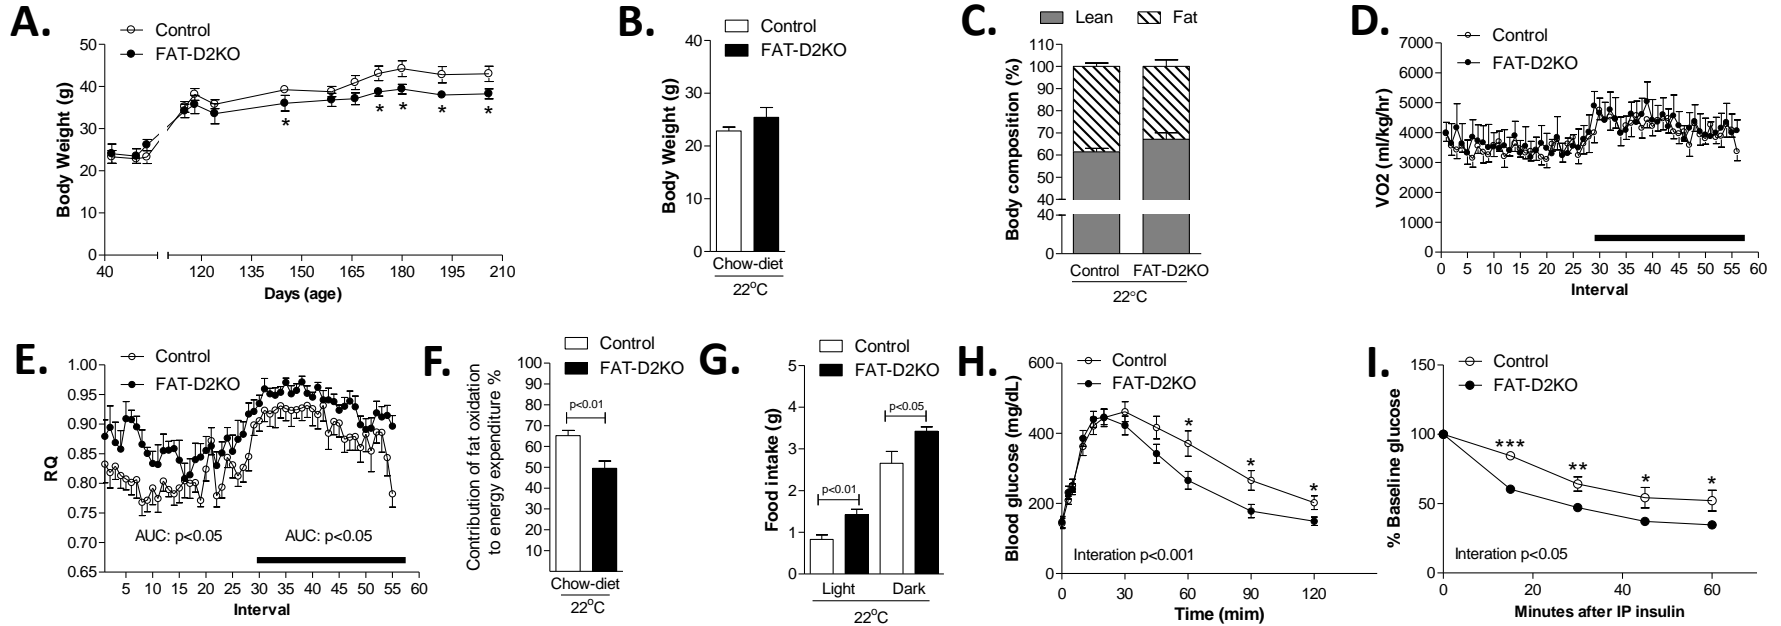 A.
Control
FAT-D2KO
Body Weight (g)
50
40
30
20
10
0
40
120
135
145
165
180
195
210
Days (age)
*
*
*
*
*
B.
Control
FAT-D2KO
Body Weight (g)
40
30
20
10
0
Chow-diet
22°C
C.
Lean
Fat
Body composition (%)
110
100
90
80
70
60
50
40
40
0
Control
FAT-D2KO
22°C
D.
Control
FAT-D2KO
VO2 (ml/kg/hr)
7000
6000
5000
4000
3000
2000
1000
0
0
5
10
15
20
25
30
35
40
45
50
55
60
Interval
E.
Control
FAT-D2KO
RQ
1.00
0.95
0.90
0.85
0.80
0.75
0.70
0.65
AUC: p<0.05
AUC: p<0.05
5
10
15
20
25
30
35
40
45
50
55
60
Interval
F.
Control
FAT-D2KO
Contribution of fat oxidation
to energy expenditure %
100
90
80
70
60
50
40
30
20
10
p<0.01
Chow-diet
22°C
G.
Control
FAT-D2KO
Food intake (g)
5
4
3
2
1
0
p<0.01
p<0.05
Light
Dark
22°C
H.
Control
FAT-D2KO
Blood glucose (mg/dL)
600
400
200
0
*
*
*
Interation p<0.001
0
30
60
90
120
Time (mim)
I.
Control
FAT-D2KO
% Baseline glucose
150
100
50
0
***
**
*
*
Interation p<0.05
0
20
40
60
Minutes after IP insulin